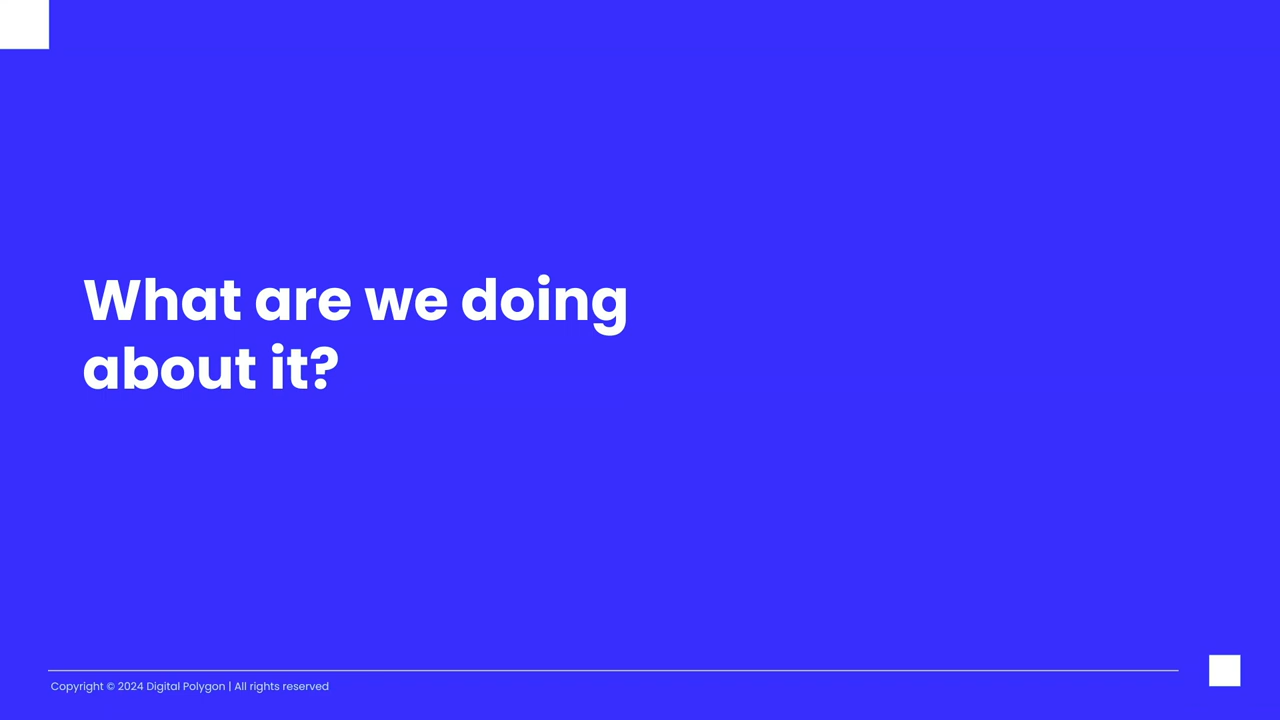 What are we doing
about it?
Copyright © 2024 Digital Polygon | All rights reserved